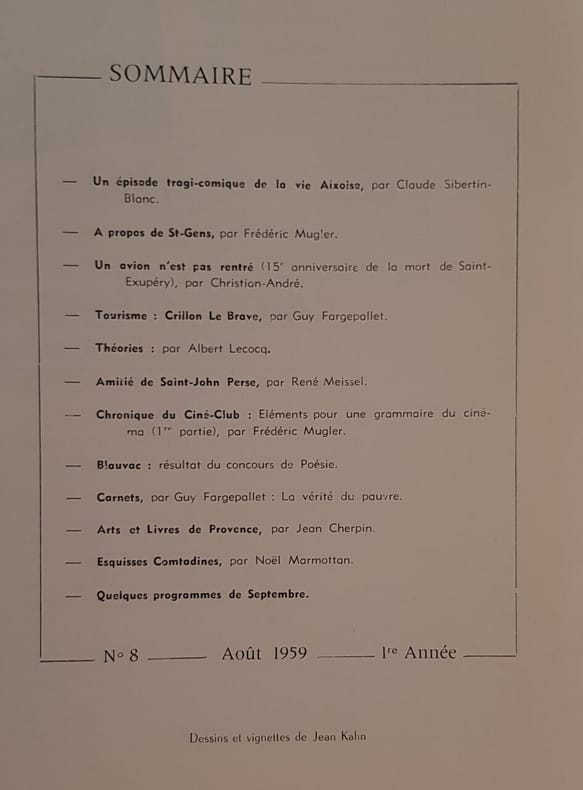 SOMMAIRE
— Un épisode tragi-comique de la vie Aixoise, par Claude Sibertin-
Blanc.
— A propos de St-Gens, par Frédéric Mugler.
— Un avion n'est pas rentré (15e anniversaire de la mort de Saint-
Exupéry), par Christian-André.
— Tourisme : Crillon Le Brave, par Guy Fargepallet.
— Théories : par Albert Lecocq.
— Amitié de Saint-John Perse, par René Meissel.
— Chronique du Ciné-Club : Eléments pour une grammaire du ciné-
ma (1re partie), par Frédéric Mugler.
— Blauvac : résultat du concours de Poésie.
— Carnets, par Guy Fargepallet : La vérité du pauvre.
— Arts et Livres de Provence, par Jean Cherpin.
— Esquisses Comtadines, par Noël Marmottan.
— Quelques programmes de Septembre.
No 8 — Août 1959 — 1re Année
Dessins et vignettes de Jean Kahn